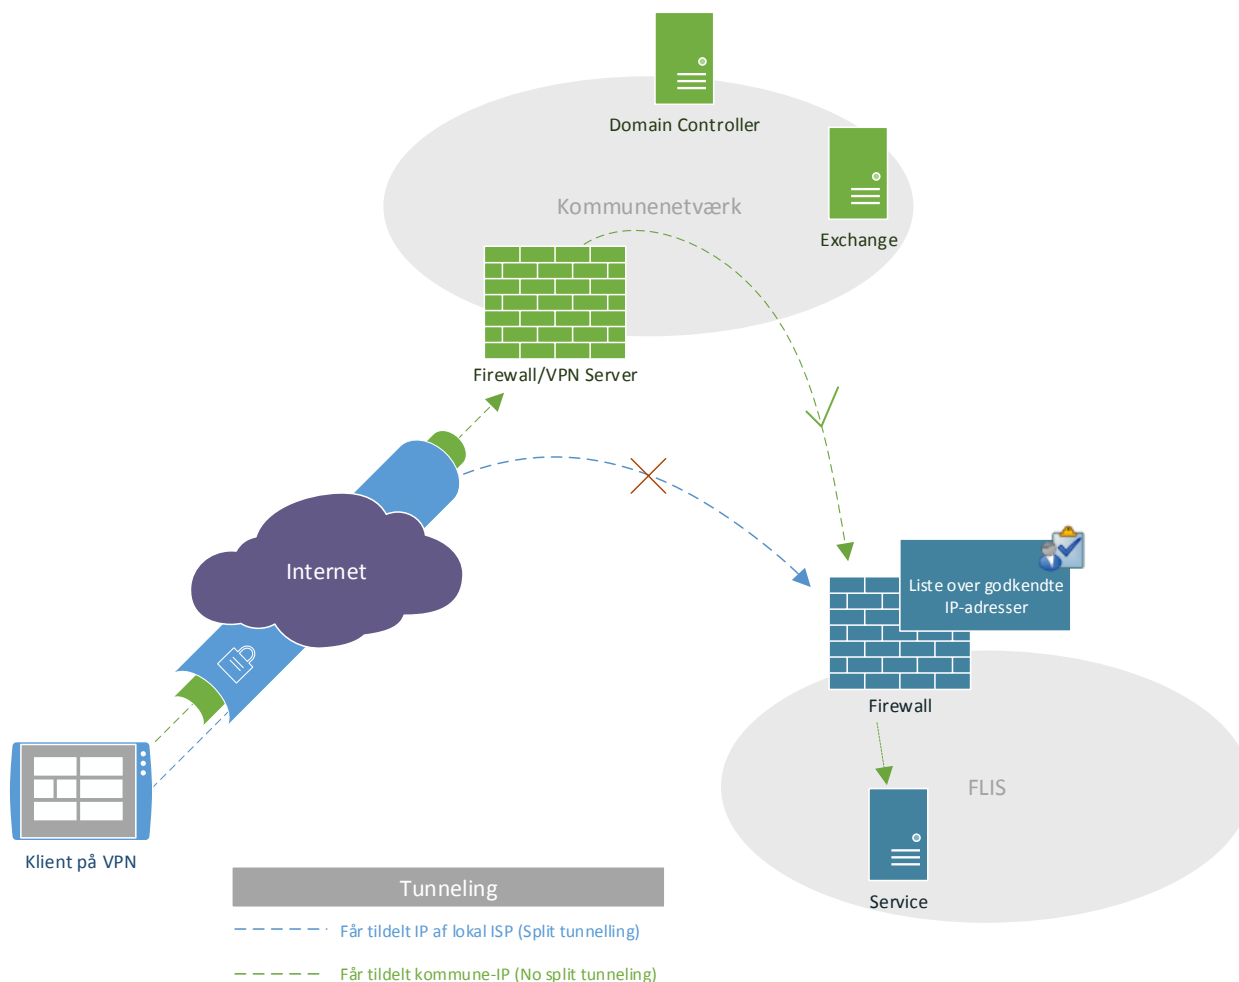 Domain Controller
Kommunenetværk
Exchange
Firewall/VPN Server
Internet
Liste over godkendte
IP-adresser
Firewall
FLIS
Klient på VPN
Service
Tunneling
Får tildelt IP af lokal ISP (Split tunnelling)
Får tildelt kommune-IP (No split tunneling)